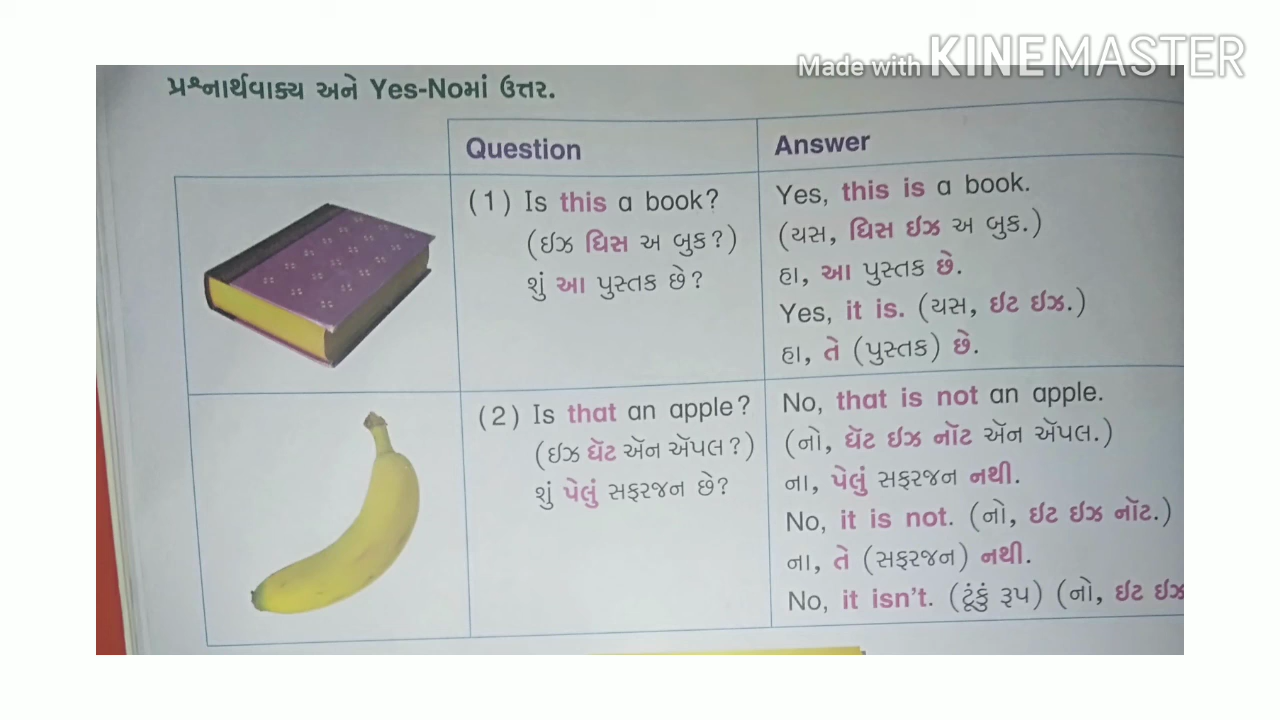 Made with KINEMASTER
પ્રશ્નાર્થવાક્ય અને Yes-Noમાં ઉત્તર.
Question
Answer
(1) Is this a book?
(ઇઝ ધિસ અ બુક?)
શું આ પુસ્તક છે?
Yes, this is a book.
(યસ, ધિસ ઇઝ અ બુક.)
હા, આ પુસ્તક છે.
Yes, it is. (યસ, ઇટ ઇઝ.)
હા, તે (પુસ્તક) છે.
(2) Is that an apple?
(ઇઝ ધૅટ ઍન ઍપલ?)
શું પેલું સફરજન છે?
No, that is not an apple.
(નો, ધૅટ ઇઝ નૉટ ઍન ઍપલ.)
ના, પેલું સફરજન નથી.
No, it is not. (નો, ઇટ ઇઝ નૉટ.)
ના, તે (સફરજન) નથી.
No, it isn't. (ટૂંકું રૂપ) (નો, ઇટ ઇઝ